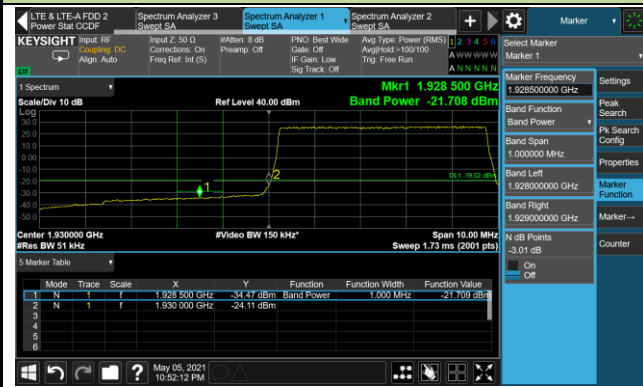 LTE & LTE-A FDD 2
Power Stat CCDF
Spectrum Analyzer 3
Swept SA
Spectrum Analyzer 1
Swept SA
Spectrum Analyzer 2
Swept SA
+
Marker
KEYSIGHT
Input: RF
Coupling: DC
Align: Auto
Input Z: 50 Ω
Corrections: On
Freq Ref: Int (S)
#Atten: 8 dB
Preamp: Off
PNO: Best Wide
Gate: Off
IF Gain: Low
Sig Track: Off
Avg Type: Power (RMS)
Avg|Hold:>100/100
Trig: Free Run
1 2 3 4 5 6
A W W W W W
A N N N N N
LW
Select Marker
Marker 1
1 Spectrum
Scale/Div 10 dB
Ref Level 40.00 dBm
Mkr1 1.928 500 GHz
Band Power -21.708 dBm
Log
30.0
20.0
10.0
0.00
-10.0
-20.0
-30.0
-40.0
-50.0
1
2
DL1 -19.02 dBm
Center 1.930000 GHz
#Res BW 51 kHz
#Video BW 150 kHz*
Span 10.00 MHz
Sweep 1.73 ms (2001 pts)
5 Marker Table
Mode Trace Scale X Y Function Function Width Function Value
1 N 1 f 1.928 500 GHz -34.47 dBm Band Power 1.000 MHz -21.709 dBm
2 N 1 f 1.930 000 GHz -24.11 dBm
3
4
5
6
Marker Frequency
1.928500000 GHz
Band Function
Band Power
Band Span
1.000000 MHz
Band Left
1.928000000 GHz
Band Right
1.929000000 GHz
N dB Points
-3.01 dB
On
Off
Settings
Peak
Search
Pk Search
Config
Properties
Marker
Function
Marker→
Counter
?
May 05, 2021
10:52:12 PM